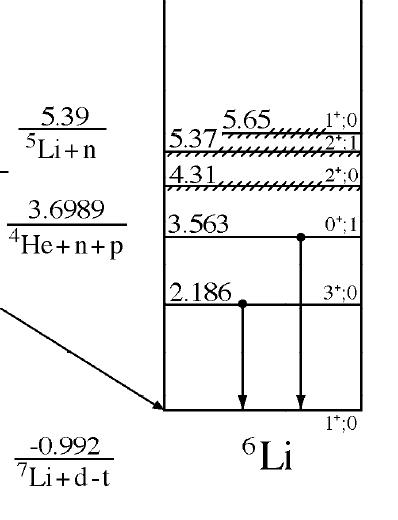 5.65 1⁺;0
5.39
⁵Li+n
5.37 2⁺;1
4.31 2⁺;0
3.6989
⁴He+n+p
3.563 0⁺;1
2.186 3⁺;0
1⁺;0
-0.992
⁷Li+d-t
⁶Li